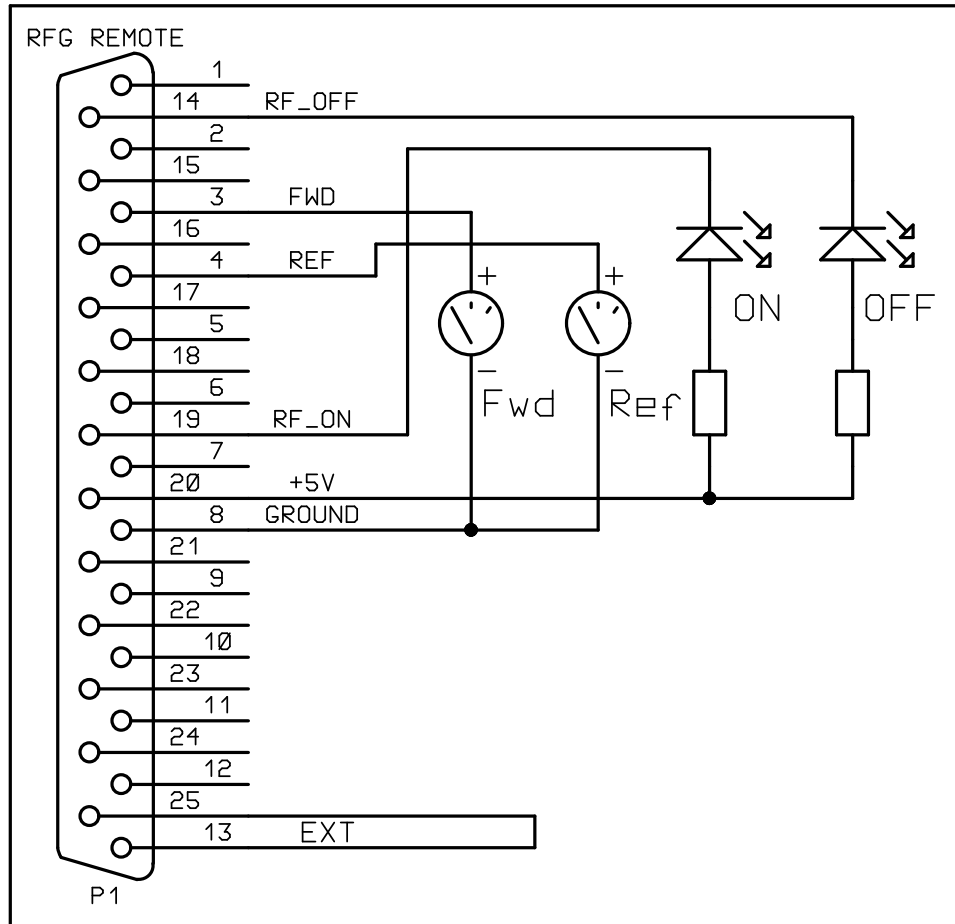 RFG REMOTE
1
14 RF_OFF
2
15
3 FWD
16
4 REF
17
5
18
6
19 RF_ON
7
20 +5V
8 GROUND
21
9
22
10
23
11
24
12
25
13 EXT
P1
+ +
- -
Fwd Ref
ON OFF